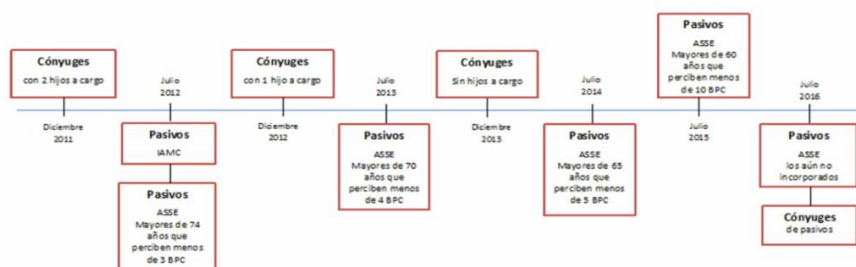 Cónyuges
con 2 hijos a cargo
Diciembre
2011
Julio
2012
Pasivos
IAMC
Pasivos
ASSE
Mayores de 74
años que
perciben menos
de 3 BPC
Cónyuges
con 1 hijo a cargo
Diciembre
2012
Julio
2013
Pasivos
ASSE
Mayores de 70
años que
perciben menos
de 4 BPC
Cónyuges
Sin hijos a cargo
Diciembre
2013
Julio
2014
Pasivos
ASSE
Mayores de 65
años que
perciben menos
de 5 BPC
Pasivos
ASSE
Mayores de 60
años que
perciben menos
de 10 BPC
Julio
2015
Julio
2016
Pasivos
ASSE
los aún no
incorporados
Cónyuges
de pasivos